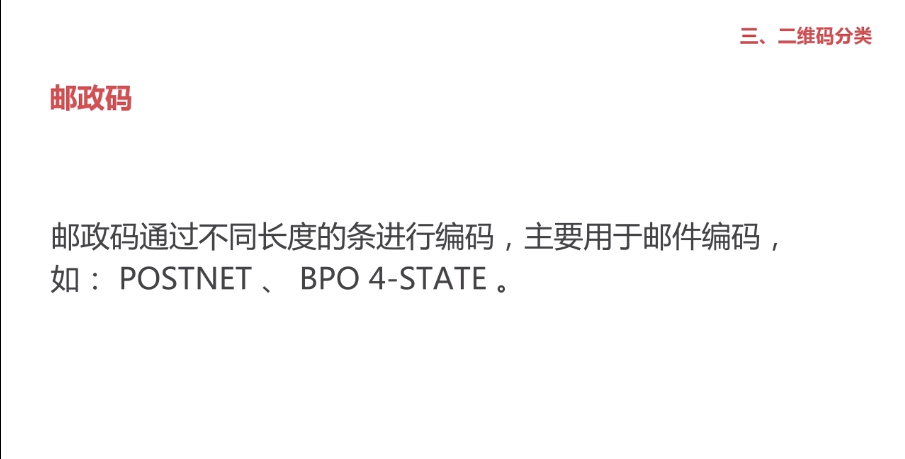 三、二维码分类
邮政码
邮政码通过不同长度的条进行编码，主要用于邮件编码，
如： POSTNET 、 BPO 4-STATE 。